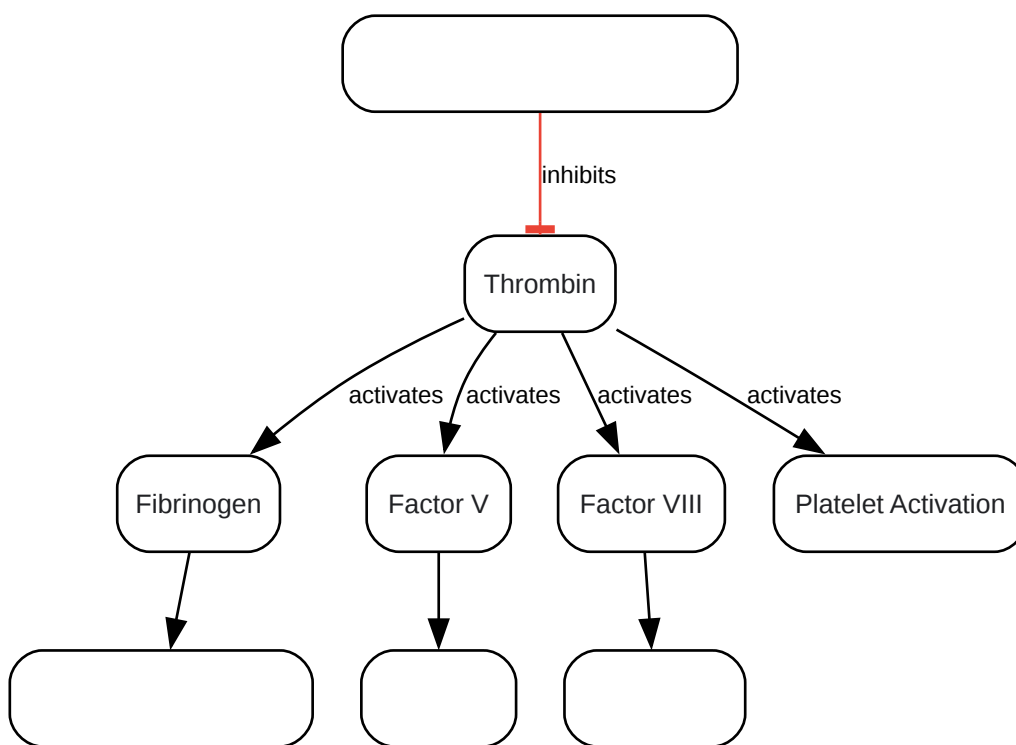 inhibits
Thrombin
activates activates activates activates
Fibrinogen Factor V Factor VIII Platelet Activation